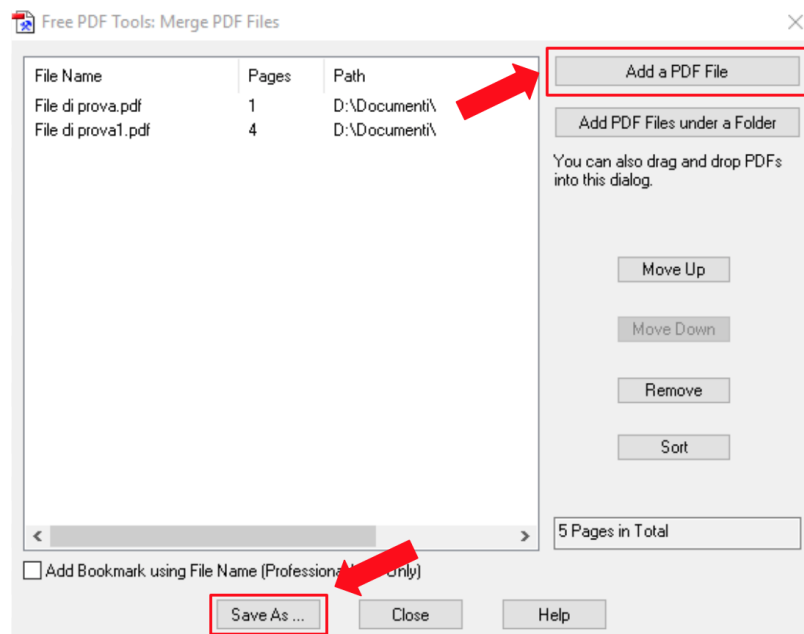 Free PDF Tools: Merge PDF Files
File Name Pages Path
File di prova.pdf 1 D:\Documenti\
File di prova1.pdf 4 D:\Documenti\
Add a PDF File
Add PDF Files under a Folder
You can also drag and drop PDFs
into this dialog.
Move Up
Move Down
Remove
Sort
5 Pages in Total
Add Bookmark using File Name (Professional Only)
Save As ...
Close
Help